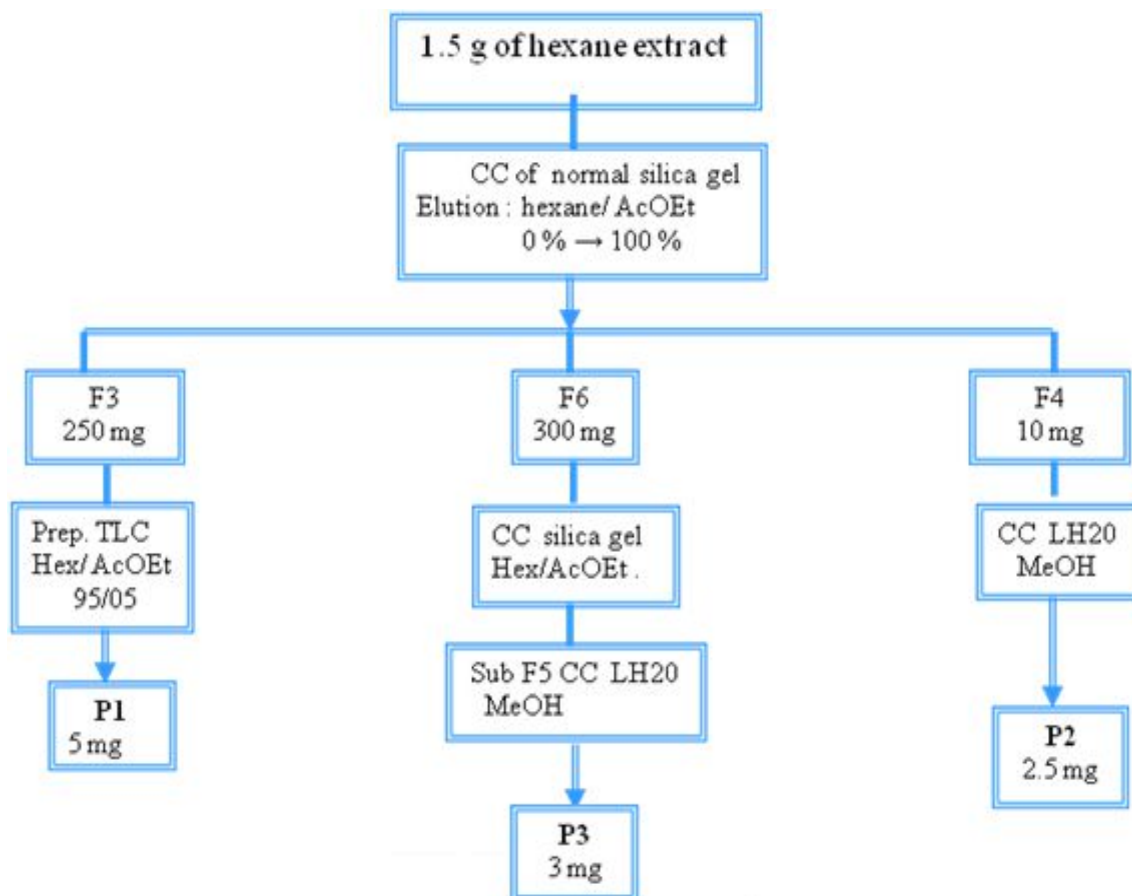 1.5 g of hexane extract
CC of normal silica gel
Elution : hexane/ AcOEt
0 % → 100 %
F3
250 mg
Prep. TLC
Hex/ AcOEt
95/05
P1
5 mg
F6
300 mg
CC silica gel
Hex/AcOEt .
Sub F5 CC LH20
MeOH
P3
3 mg
F4
10 mg
CC LH20
MeOH
P2
2.5 mg